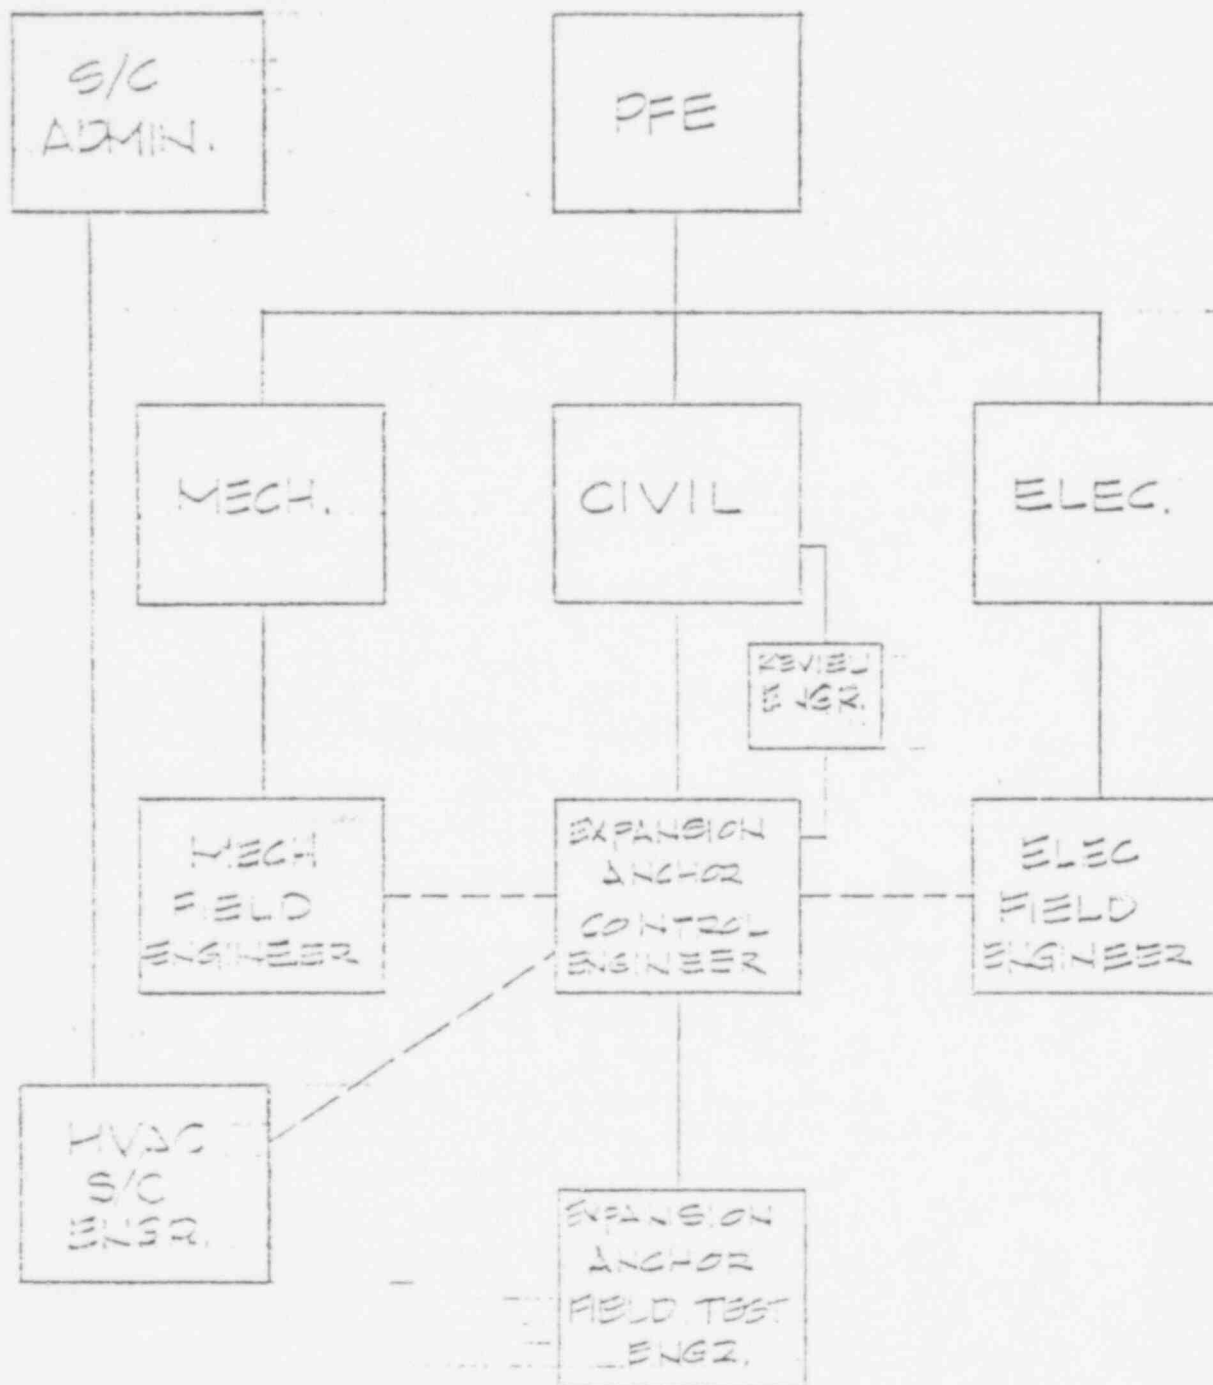 S/C
ADMIN.
PFE
MECH.
CIVIL
ELEC.
REVIEW
ENGR.
MECH
FIELD
ENGINEER
EXPANSION
ANCHOR
CONTROL
ENGINEER
ELEC
FIELD
ENGINEER
HVAC
S/C
ENGR.
EXPANSION
ANCHOR
FIELD TEST
ENGR.